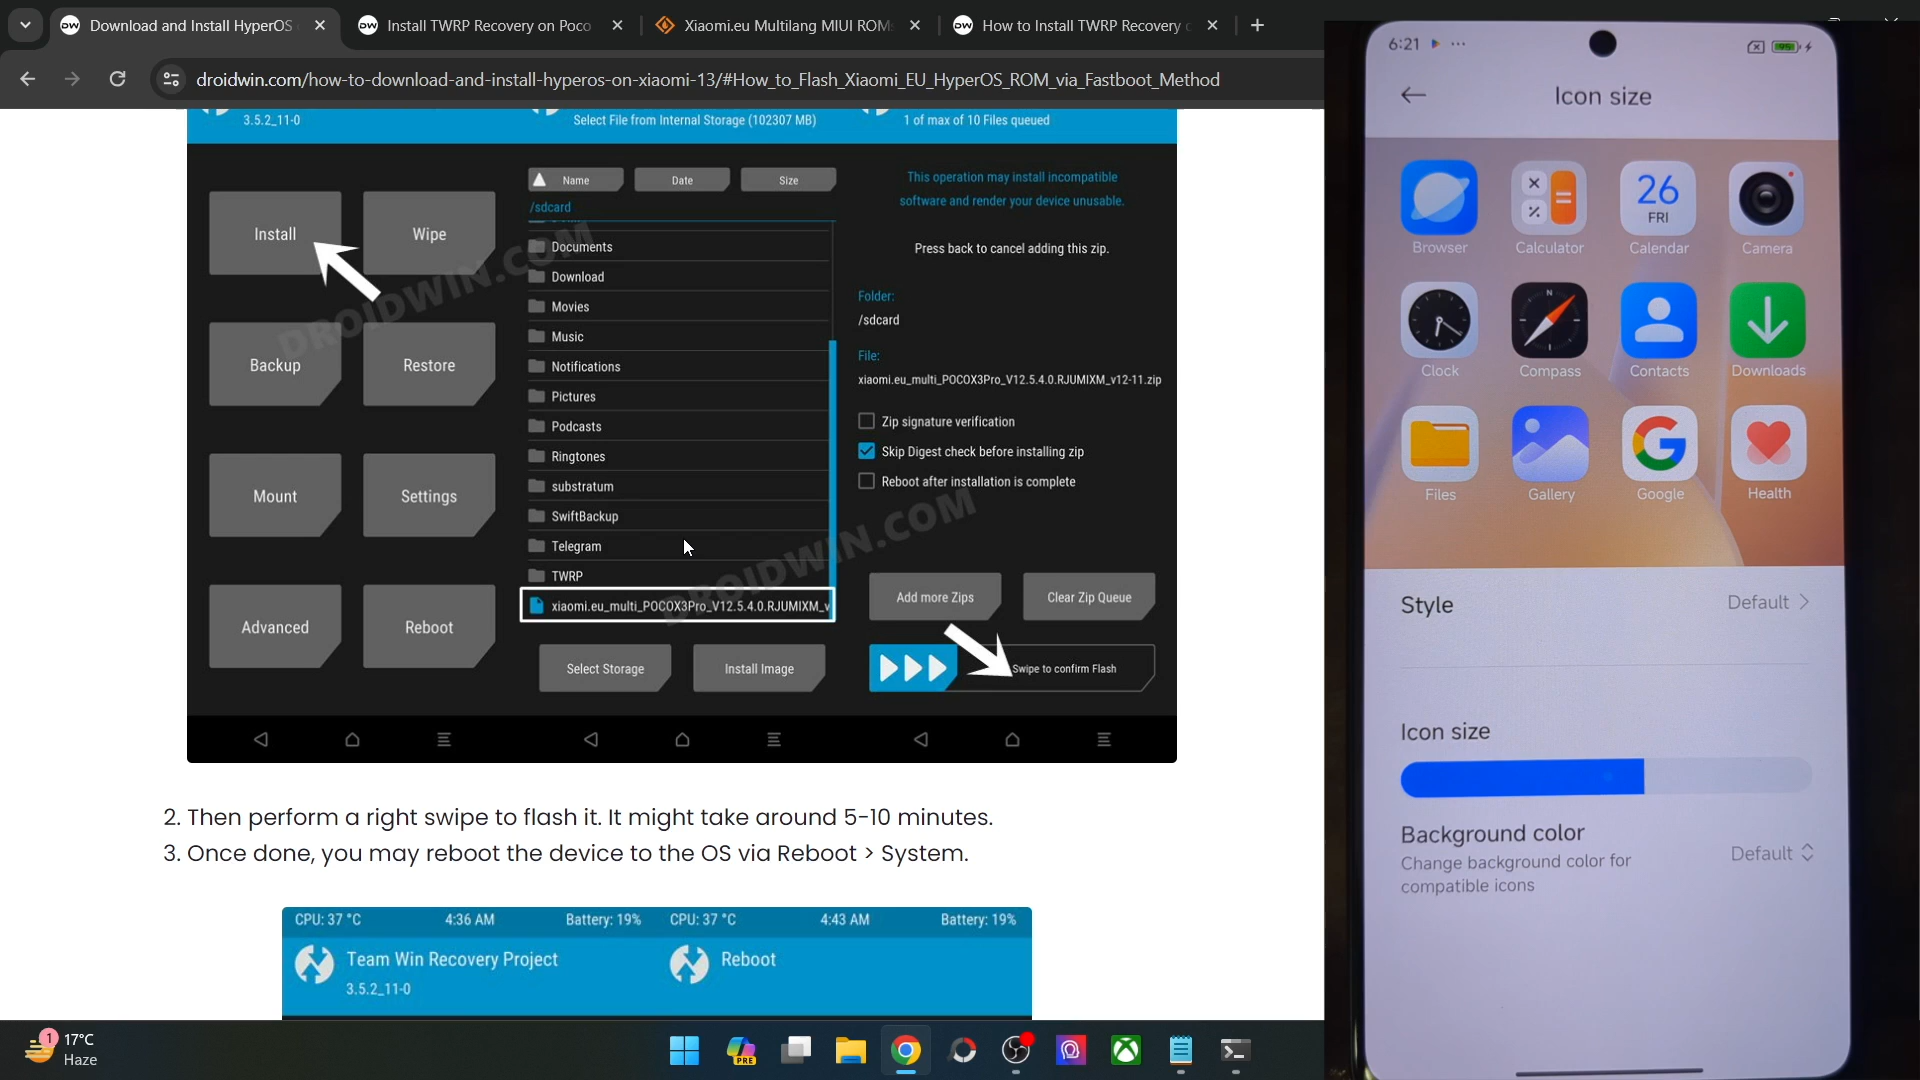 Download and Install HyperOS
Install TWRP Recovery on Poco
Xiaomi.eu Multilang MIUI ROM
How to Install TWRP Recovery
droidwin.com/how-to-download-and-install-hyperos-on-xiaomi-13/#How_to_Flash_Xiaomi_EU_HyperOS_ROM_via_Fastboot_Method
3.5.2_11-0
Select File from Internal Storage (102307 MB)
1 of max of 10 Files queued
Install
Wipe
Backup
Restore
Mount
Settings
Advanced
Reboot
Name
Date
Size
/sdcard
Documents
Download
Movies
Music
Notifications
Pictures
Podcasts
Ringtones
substratum
SwiftBackup
Telegram
TWRP
xiaomi.eu_multi_POCOX3Pro_V12.5.4.0.RJUMIXM_v
Select Storage
Install Image
This operation may install incompatible
software and render your device unusable.
Press back to cancel adding this zip.
Folder:
/sdcard
File:
xiaomi.eu_multi_POCOX3Pro_V12.5.4.0.RJUMIXM_v12-11.zip
Zip signature verification
Skip Digest check before installing zip
Reboot after installation is complete
Add more Zips
Clear Zip Queue
Swipe to confirm Flash
DROIDWIN.COM
DROIDWIN.COM
2. Then perform a right swipe to flash it. It might take around 5-10 minutes.
3. Once done, you may reboot the device to the OS via Reboot > System.
CPU: 37 °C
4:36 AM
Battery: 19%
CPU: 37 °C
4:43 AM
Battery: 19%
Team Win Recovery Project
3.5.2_11-0
Reboot
1
17°C
Haze
PRE
6:21
95
Icon size
26
FRI
Browser
Calculator
Calendar
Camera
Clock
Compass
Contacts
Downloads
Files
Gallery
Google
Health
Style
Default
Icon size
Background color
Change background color for
compatible icons
Default